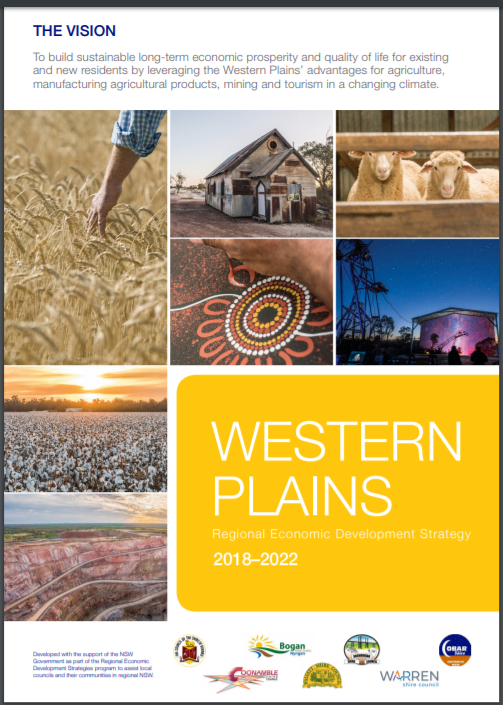 THE VISION
To build sustainable long-term economic prosperity and quality of life for existing
and new residents by leveraging the Western Plains’ advantages for agriculture,
manufacturing agricultural products, mining and tourism in a changing climate.
WESTERN
PLAINS
Regional Economic Development Strategy
2018–2022
Developed with the support of the NSW
Government as part of the Regional Economic
Development Strategies program to assist local
councils and their communities in regional NSW.
Bogan
COONAMBLE
WARREN
shire council
COBAR
Shire